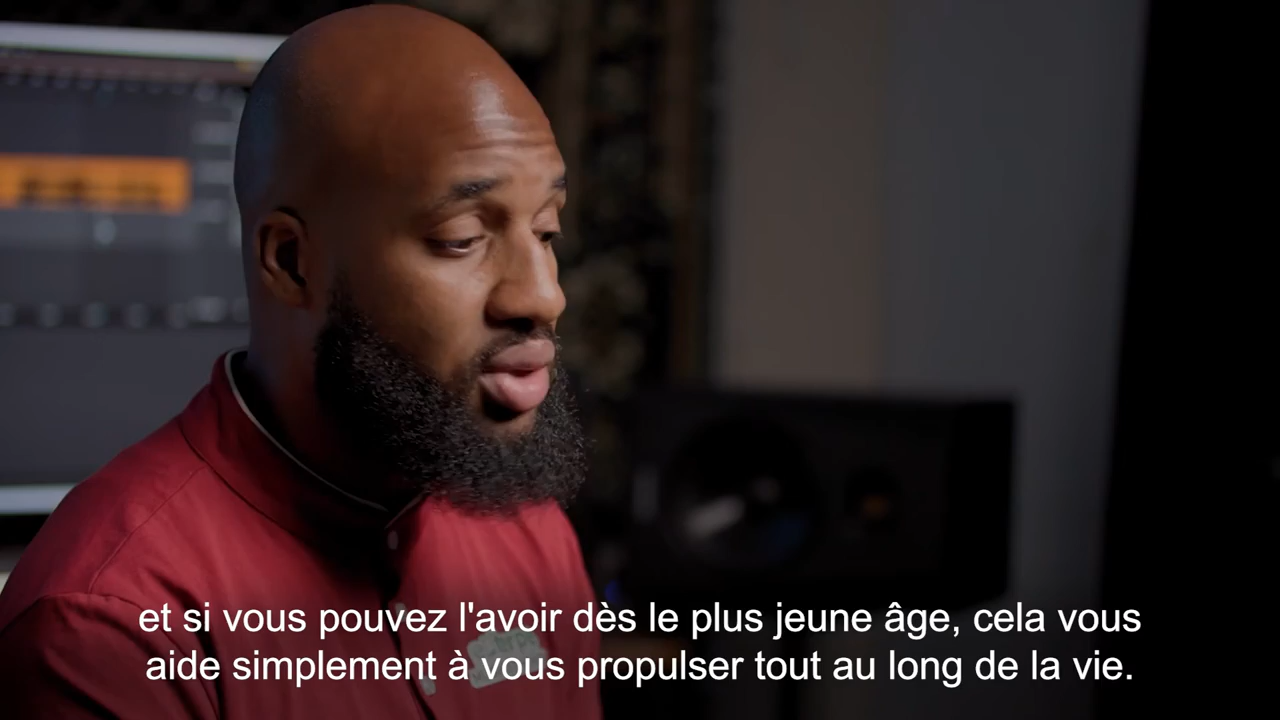 et si vous pouvez l'avoir dès le plus jeune âge, cela vous
aide simplement à vous propulser tout au long de la vie.